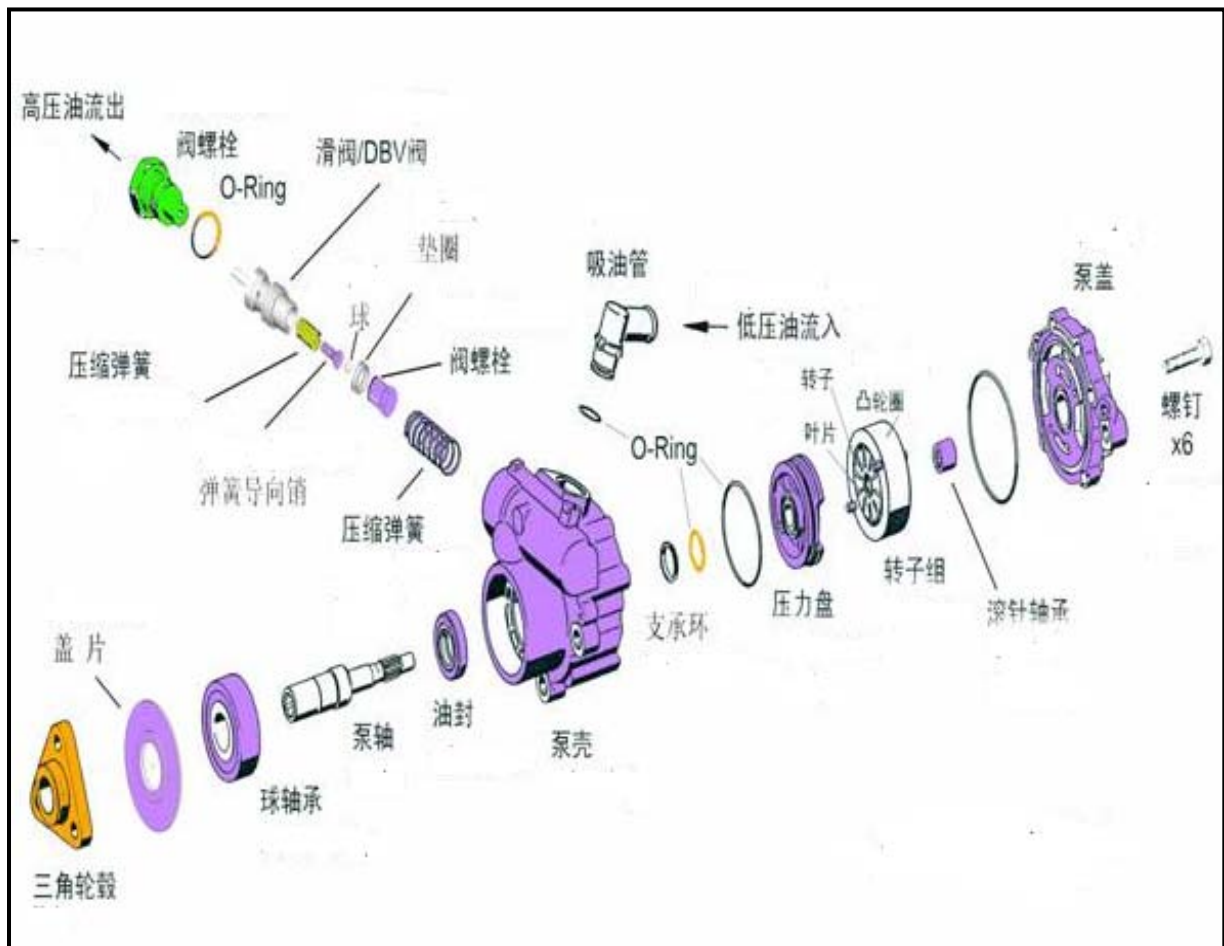 高压油流出
阀螺栓
O-Ring
滑阀/DBV阀
垫圈
球
压缩弹簧
阀螺栓
弹簧导向销
压缩弹簧
吸油管
低压油流入
泵盖
螺钉
x6
转子
凸轮圈
叶片
O-Ring
转子组
滚针轴承
压力盘
支承环
盖 片
油封
泵轴
泵壳
球轴承
三角轮毂